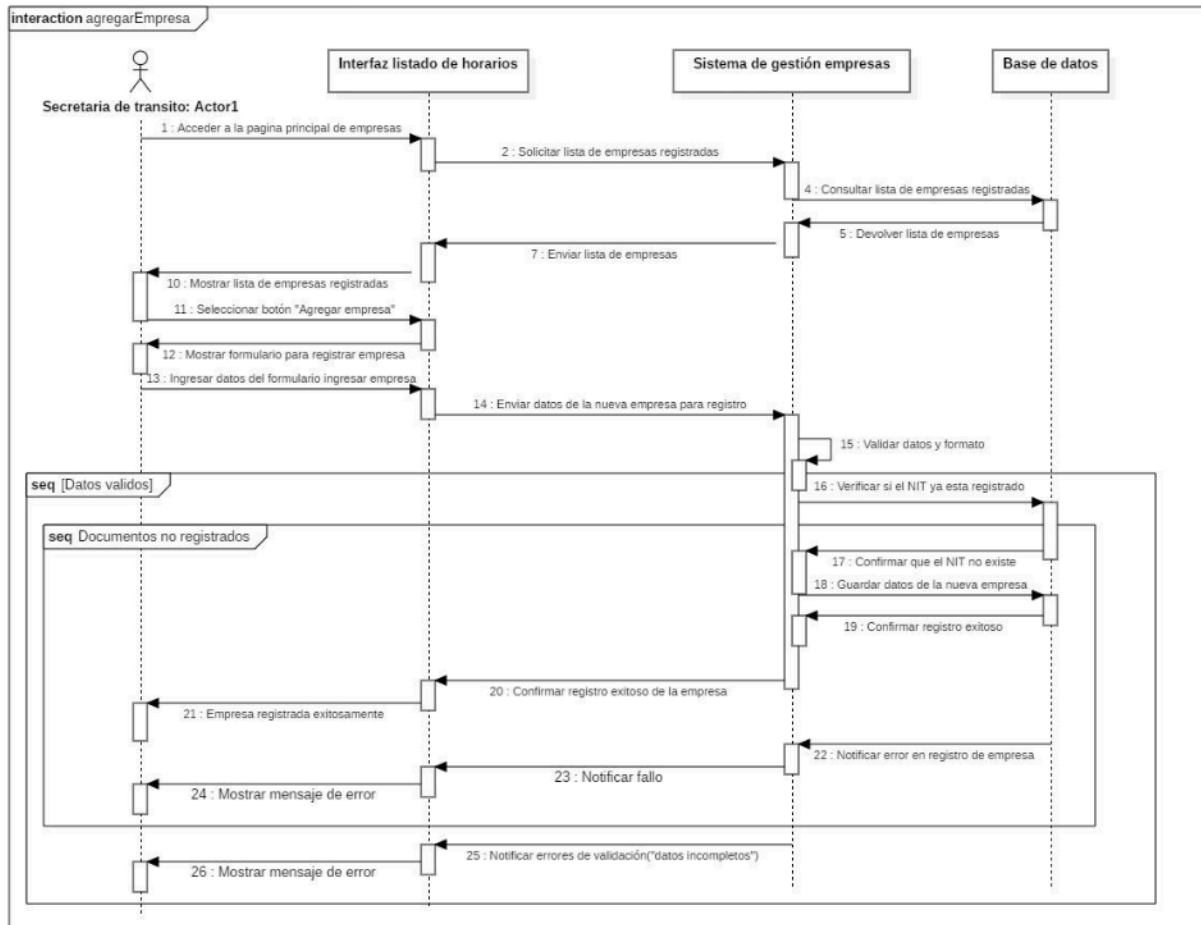 interaction agregarEmpresa
Interfaz listado de horarios
Sistema de gestión empresas
Base de datos
Secretaria de transito: Actor1
1 : Acceder a la pagina principal de empresas
2 : Solicitar lista de empresas registradas
4 : Consultar lista de empresas registradas
5 : Devolver lista de empresas
7 : Enviar lista de empresas
10 : Mostrar lista de empresas registradas
11 : Seleccionar botón "Agregar empresa"
12 : Mostrar formulario para registrar empresa
13 : Ingresar datos del formulario ingresar empresa
14 : Enviar datos de la nueva empresa para registro
15 : Validar datos y formato
seq [Datos validos]
16 : Verificar si el NIT ya esta registrado
seq Documentos no registrados
17 : Confirmar que el NIT no existe
18 : Guardar datos de la nueva empresa
19 : Confirmar registro exitoso
20 : Confirmar registro exitoso de la empresa
21 : Empresa registrada exitosamente
22 : Notificar error en registro de empresa
23 : Notificar fallo
24 : Mostrar mensaje de error
25 : Notificar errores de validación("datos incompletos")
26 : Mostrar mensaje de error